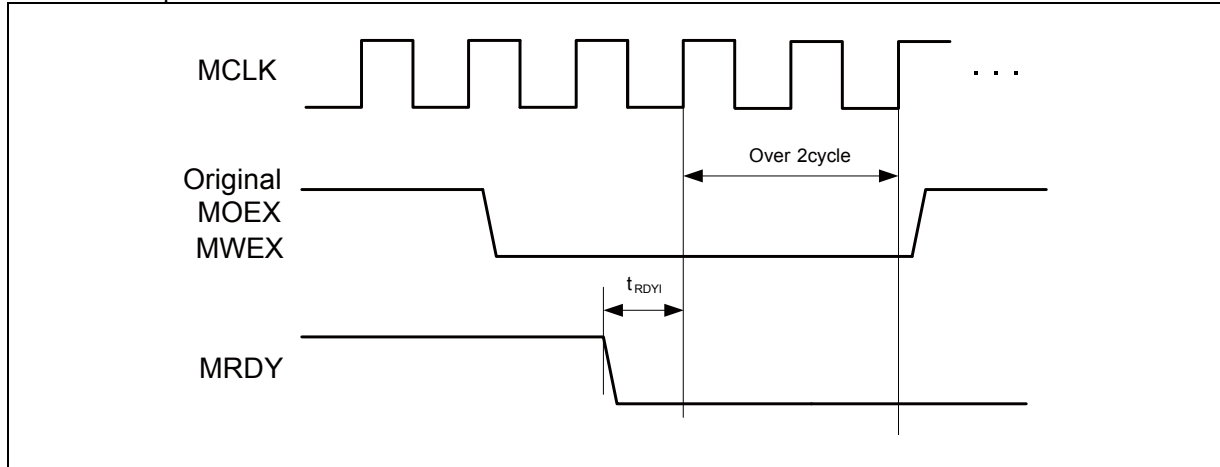 MCLK
. . .
Over 2cycle
Original
MOEX
MWEX
tRDYI
MRDY